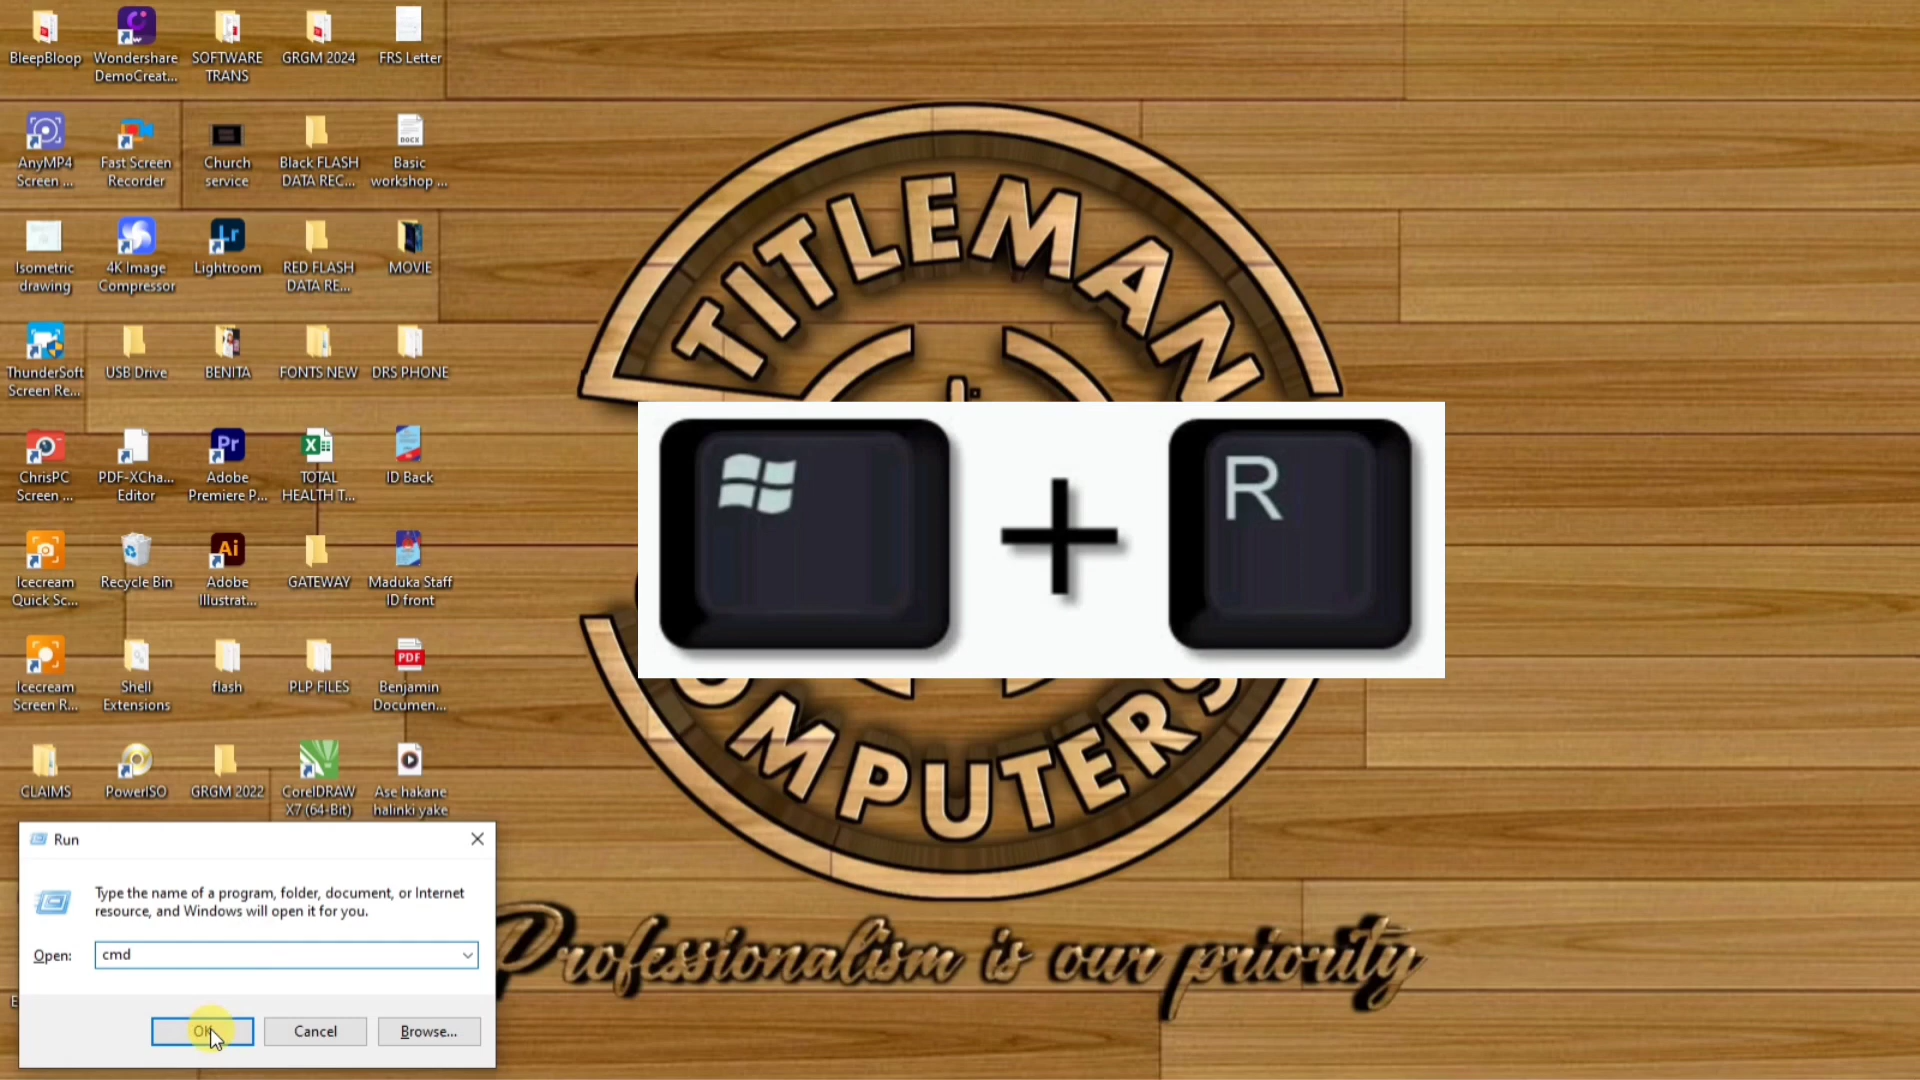 BleepBloop
Wondershare
DemoCreat...
SOFTWARE
TRANS
GRGM 2024
FRS Letter
AnyMP4
Screen ...
Fast Screen
Recorder
Church
service
Black FLASH
DATA REC...
DOCX
Basic
workshop ...
Isometric
drawing
4K Image
Compressor
Lr
Lightroom
RED FLASH
DATA RE...
MOVIE
ThunderSoft
Screen Re...
USB Drive
BENITA
FONTS NEW
DRS PHONE
ChrisPC
Screen ...
PDF-XCha...
Editor
Pr
Adobe
Premiere P...
TOTAL
HEALTH T...
ID Back
Icecream
Quick Sc...
Recycle Bin
Ai
Adobe
Illustrat...
GATEWAY
Maduka Staff
ID front
Icecream
Screen R...
Shell
Extensions
flash
PLP FILES
PDF
Benjamin
Documen...
CLAIMS
PowerISO
GRGM 2022
CorelDRAW
X7 (64-Bit)
Ase hakane
halinki yake
TITLEMAN
COMPUTERS
Professionalism is our priority
+
R
Run
Type the name of a program, folder, document, or Internet
resource, and Windows will open it for you.
Open:
cmd
OK
Cancel
Browse...